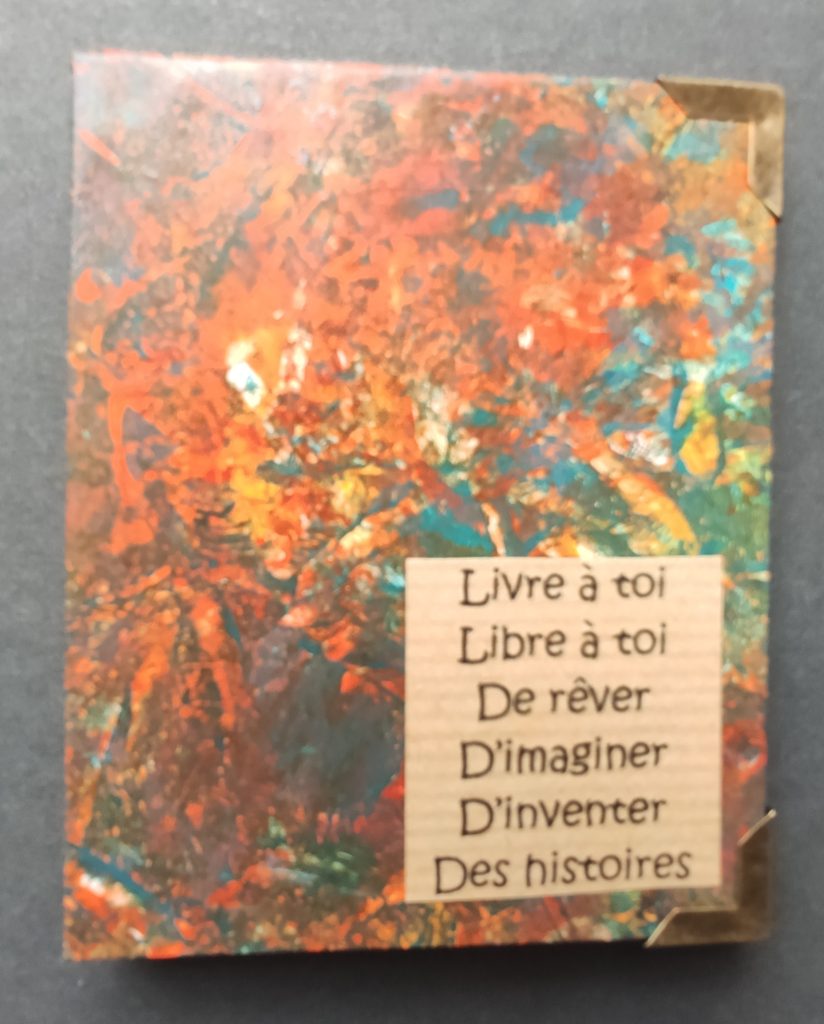 Livre à toi
Libre à toi
De rêver
D'imaginer
D'inventer
Des histoires